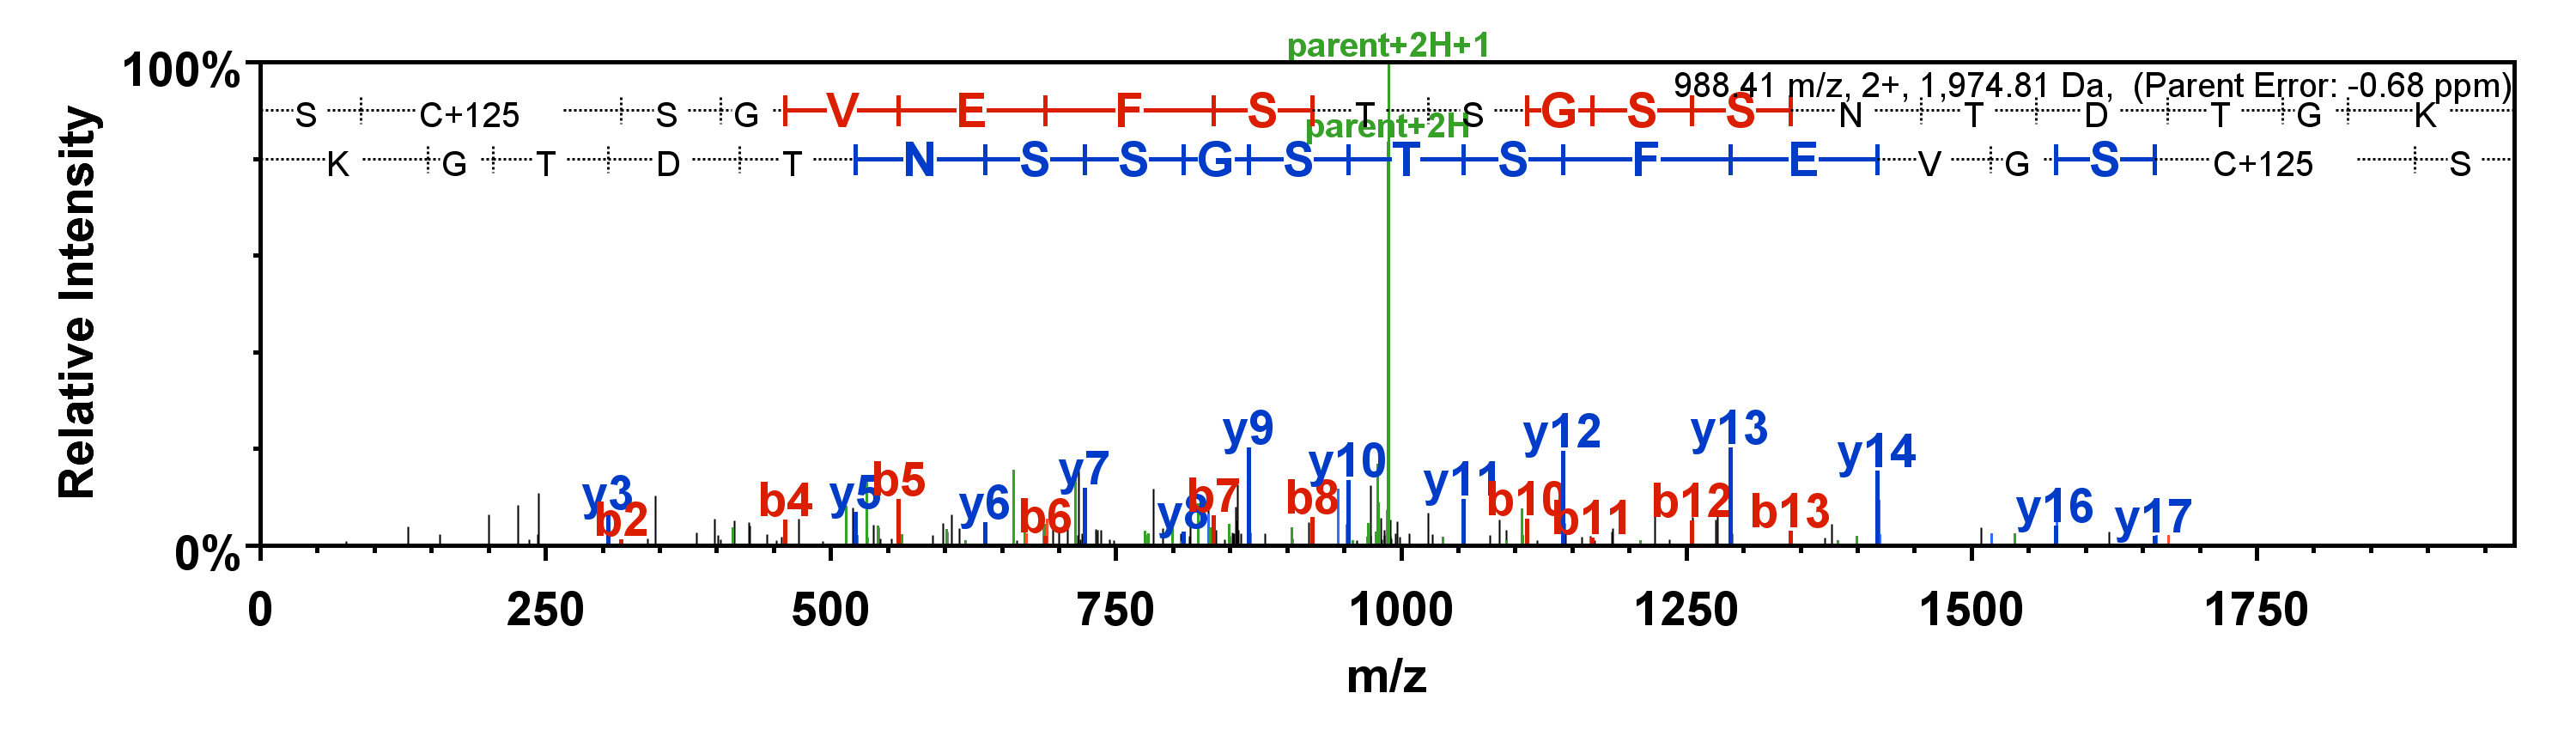 parent+2H+1
100%
988.41 m/z, 2+, 1,974.81 Da, (Parent Error: -0.68 ppm)
S C+125 S G V E F S T S G S S N T D T G K
parent+2H
K G T D T N S S G S T S F E V G S C+125 S
Relative Intensity
y9 y12 y13
y10 y14
y7 b5 y11
y3 y5 b4 y6 b7 b8 b10 b12 b13 y16
b2 b6 y8 b11 y17
0%
0 250 500 750 1000 1250 1500 1750
m/z